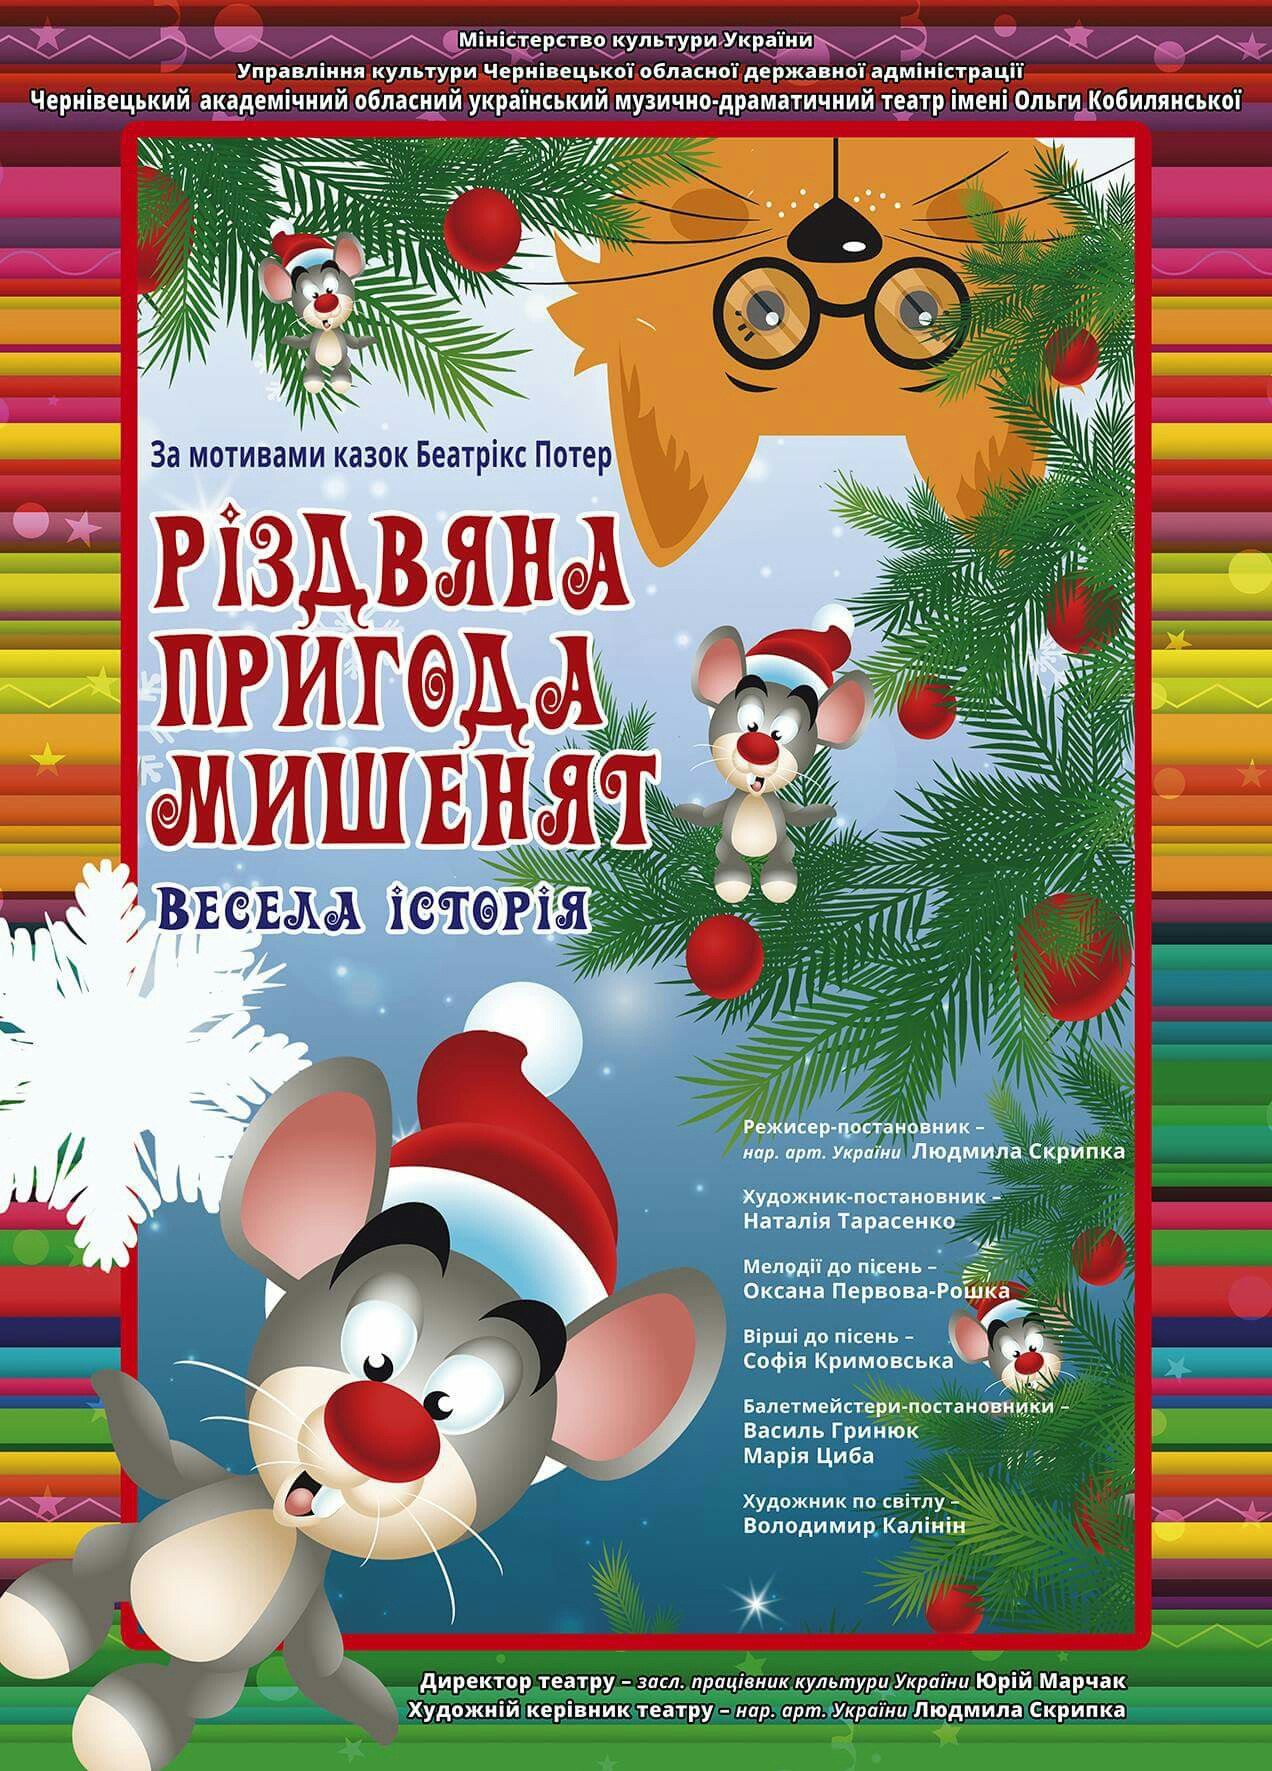 Міністерство культури України
Управління культури Чернівецької обласної державної адміністрації
Чернівецький академічний обласний український музично-драматичний театр імені Ольги Кобилянської
За мотивами казок Беатрікс Потер
РІЗДВЯНА
ПРИГОДА
МИШЕНЯТ
ВЕСЕЛА ІСТОРІЯ
Режисер-постановник –
нар. арт. України Людмила Скрипка
Художник-постановник –
Наталія Тарасенко
Мелодії до пісень –
Оксана Первова-Рошка
Вірші до пісень –
Софія Кримовська
Балетмейстери-постановники –
Василь Гринюк
Марія Циба
Художник по світлу –
Володимир Калінін
Директор театру – засл. працівник культури України Юрій Марчак
Художній керівник театру – нар. арт. України Людмила Скрипка